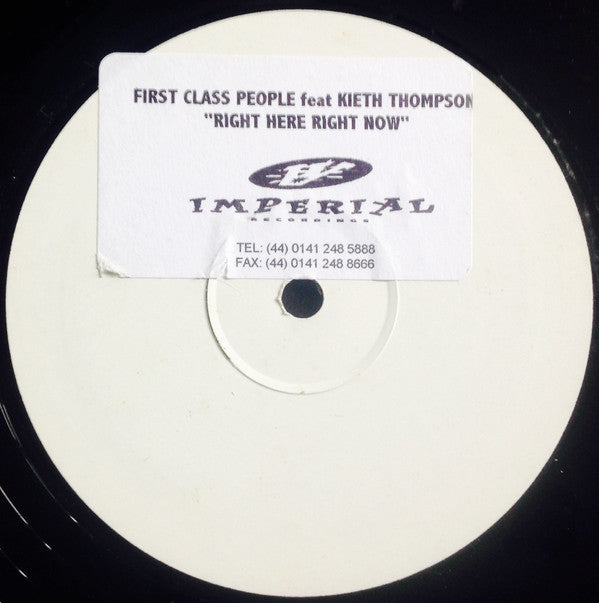 FIRST CLASS PEOPLE feat KIETH THOMPSON
"RIGHT HERE RIGHT NOW"
IMPERIAL
RECORDINGS
TEL: (44) 0141 248 5888
FAX: (44) 0141 248 8666